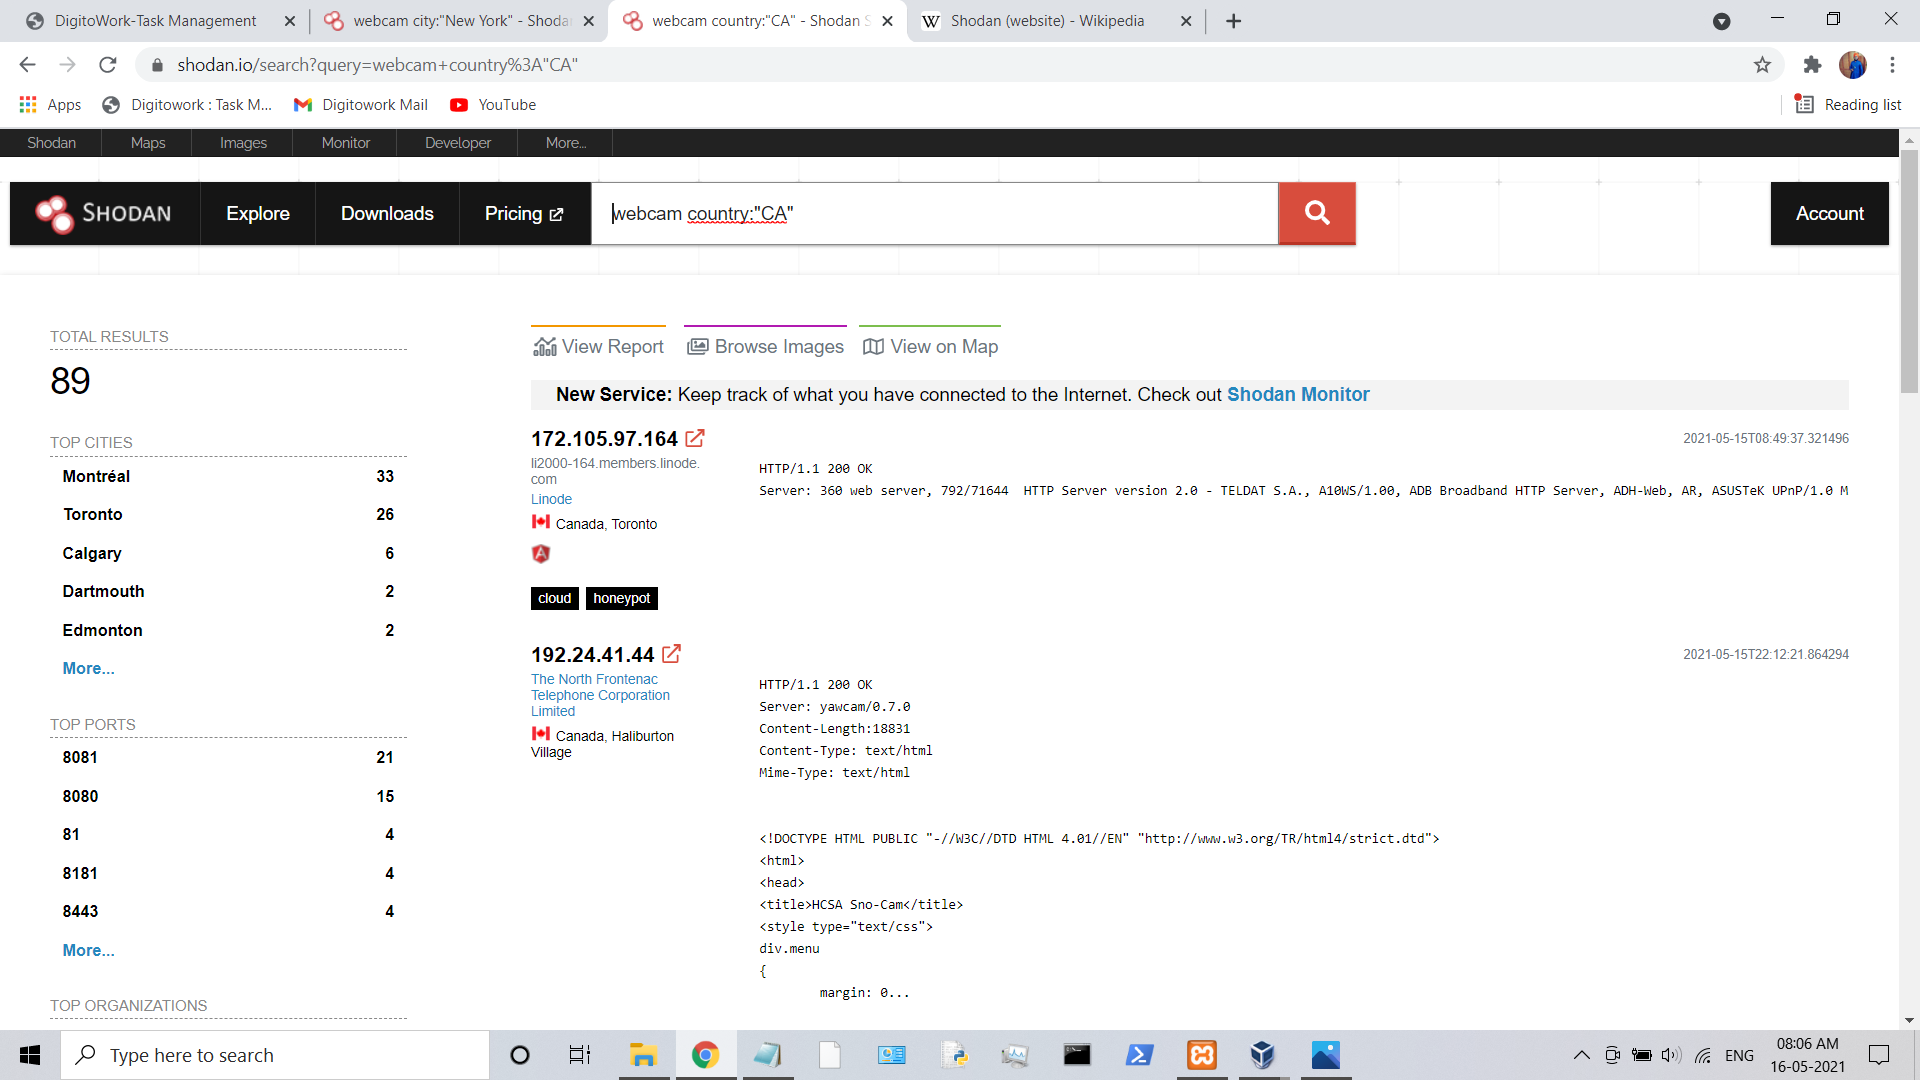 DigitoWork-Task Management
webcam city:"New York" - Shoda
webcam country:"CA" - Shodan S
Shodan (website) - Wikipedia
shodan.io/search?query=webcam+country%3A"CA"
Apps
Digitowork : Task M...
Digitowork Mail
YouTube
Reading list
Shodan
Maps
Images
Monitor
Developer
More...
SHODAN
Explore
Downloads
Pricing
webcam country:"CA"
Account
TOTAL RESULTS
89
TOP CITIES
Montréal 33
Toronto 26
Calgary 6
Dartmouth 2
Edmonton 2
More...
TOP PORTS
8081 21
8080 15
81 4
8181 4
8443 4
More...
TOP ORGANIZATIONS
View Report
Browse Images
View on Map
New Service: Keep track of what you have connected to the Internet. Check out Shodan Monitor
172.105.97.164
2021-05-15T08:49:37.321496
li2000-164.members.linode.
com
Linode
Canada, Toronto
cloud
honeypot
HTTP/1.1 200 OK
Server: 360 web server, 792/71644  HTTP Server version 2.0 - TELDAT S.A., A10WS/1.00, ADB Broadband HTTP Server, ADH-Web, AR, ASUSTeK UPnP/1.0 M
192.24.41.44
2021-05-15T22:12:21.864294
The North Frontenac
Telephone Corporation
Limited
Canada, Haliburton
Village
HTTP/1.1 200 OK
Server: yawcam/0.7.0
Content-Length:18831
Content-Type: text/html
Mime-Type: text/html
<!DOCTYPE HTML PUBLIC "-//W3C//DTD HTML 4.01//EN" "http://www.w3.org/TR/html4/strict.dtd">
<html>
<head>
<title>HCSA Sno-Cam</title>
<style type="text/css">
div.menu
{
margin: 0...
Type here to search
ENG
08:06 AM
16-05-2021